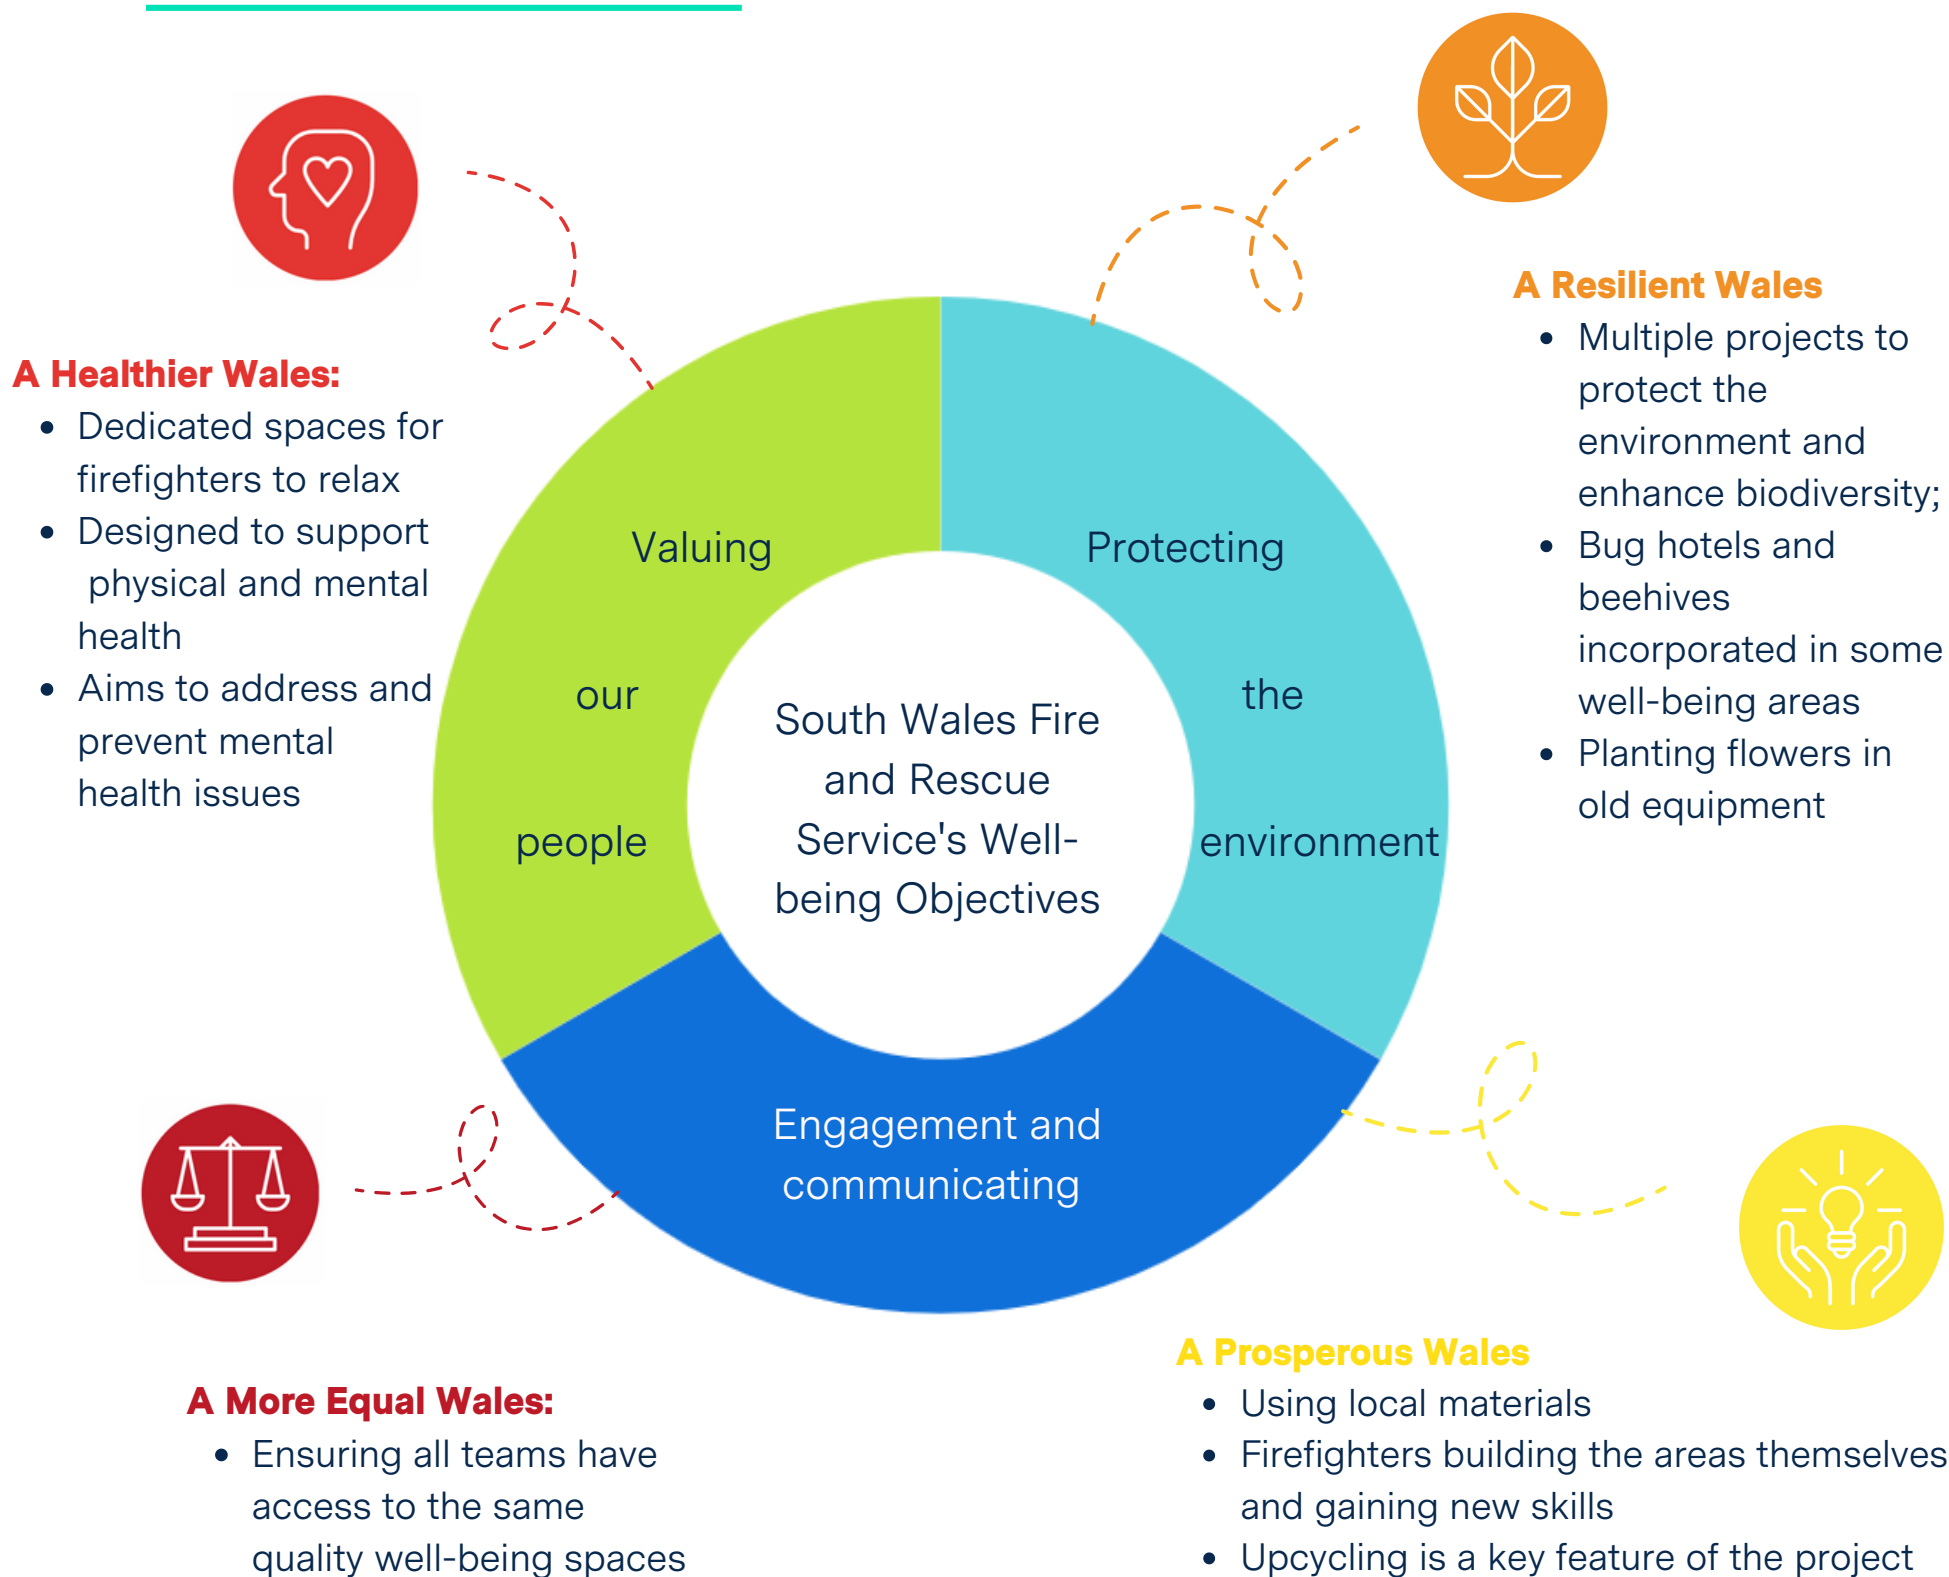 A Healthier Wales:
• Dedicated spaces for
firefighters to relax
• Designed to support
physical and mental
health
• Aims to address and
prevent mental
health issues
A Resilient Wales
• Multiple projects to
protect the
environment and
enhance biodiversity;
• Bug hotels and
beehives
incorporated in some
well-being areas
• Planting flowers in
old equipment
Valuing
our
people
Protecting
the
environment
South Wales Fire
and Rescue
Service's Well-
being Objectives
Engagement and
communicating
A More Equal Wales:
• Ensuring all teams have
access to the same
quality well-being spaces
A Prosperous Wales
• Using local materials
• Firefighters building the areas themselves
and gaining new skills
• Upcycling is a key feature of the project